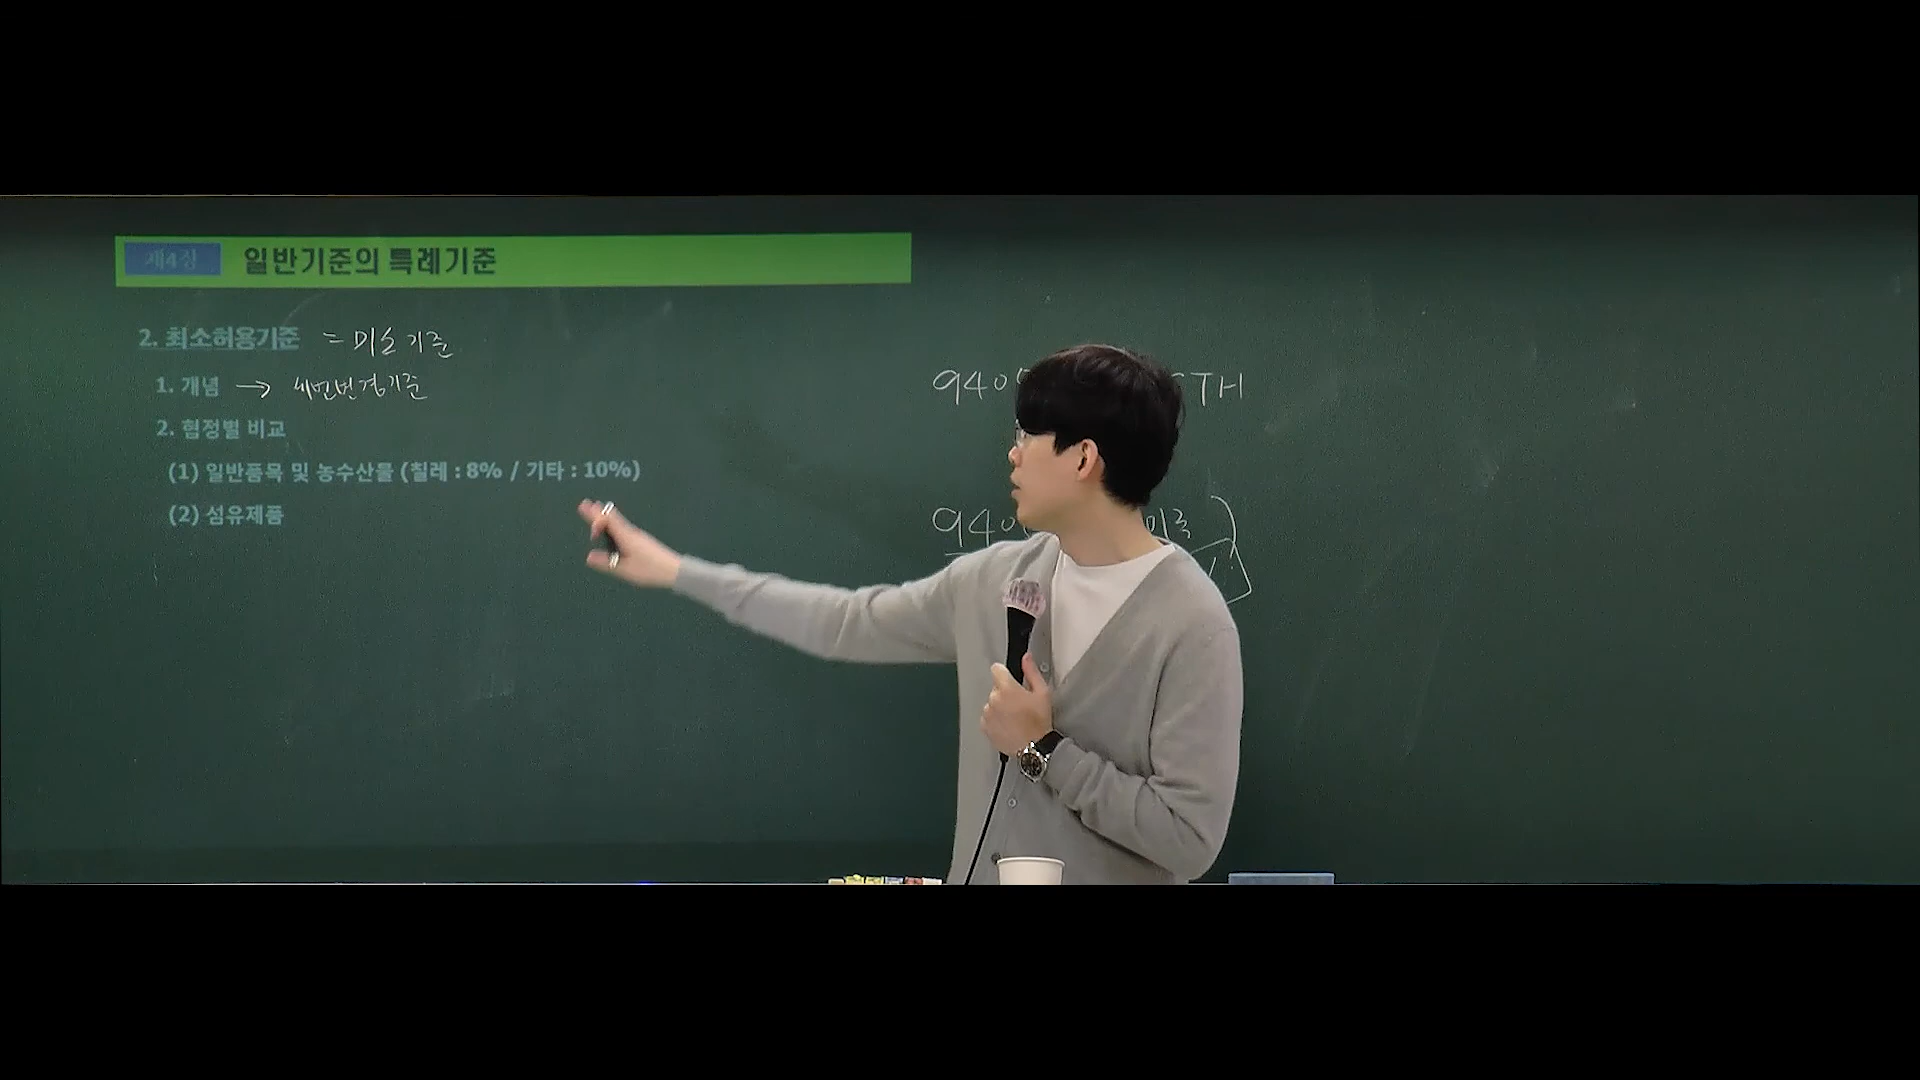 제4장 일반기준의 특례기준
2. 최소허용기준 = 미소기준
1. 개념 → 세번변경기준
2. 협정별 비교
(1) 일반품목 및 농수산물 (칠레 : 8% / 기타 : 10%)
(2) 섬유제품
940 CTH
940